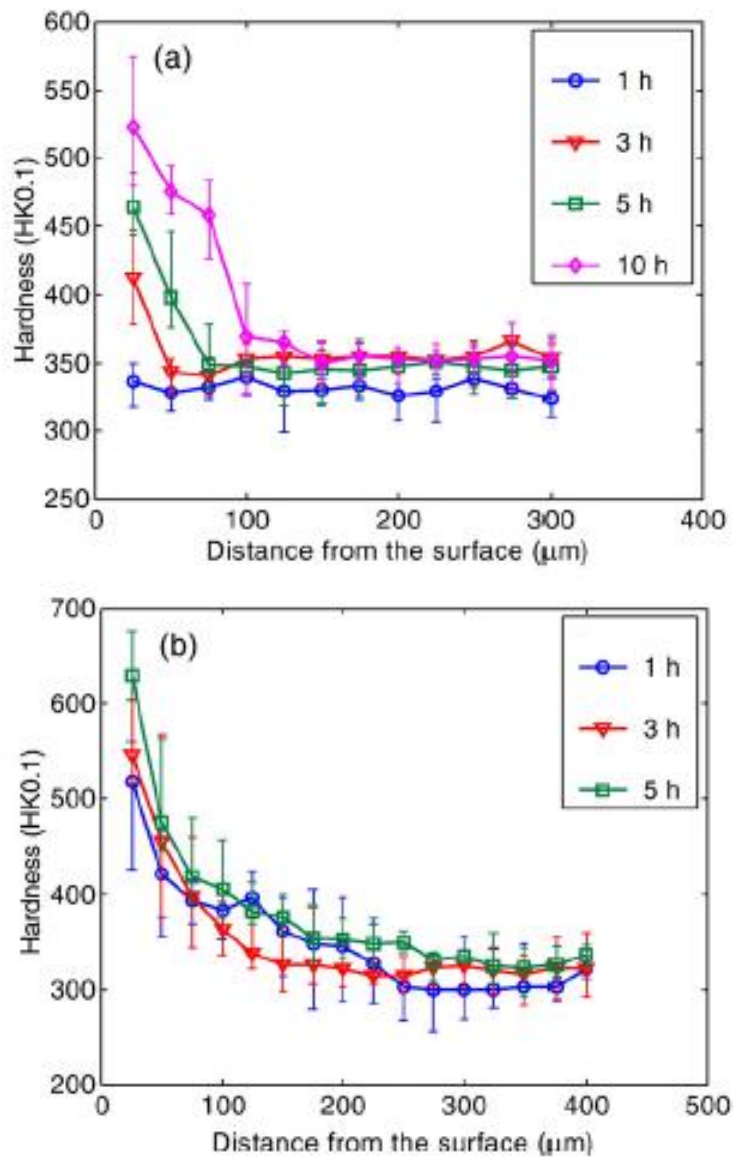 600
(a)
1 h
550
3 h
500
5 h
450
10 h
400
350
300
250
Hardness (HK0.1)
0 100 200 300 400
Distance from the surface (μm)
700
(b)
1 h
600
3 h
500
5 h
400
300
200
Hardness (HK0.1)
0 100 200 300 400 500
Distance from the surface (μm)